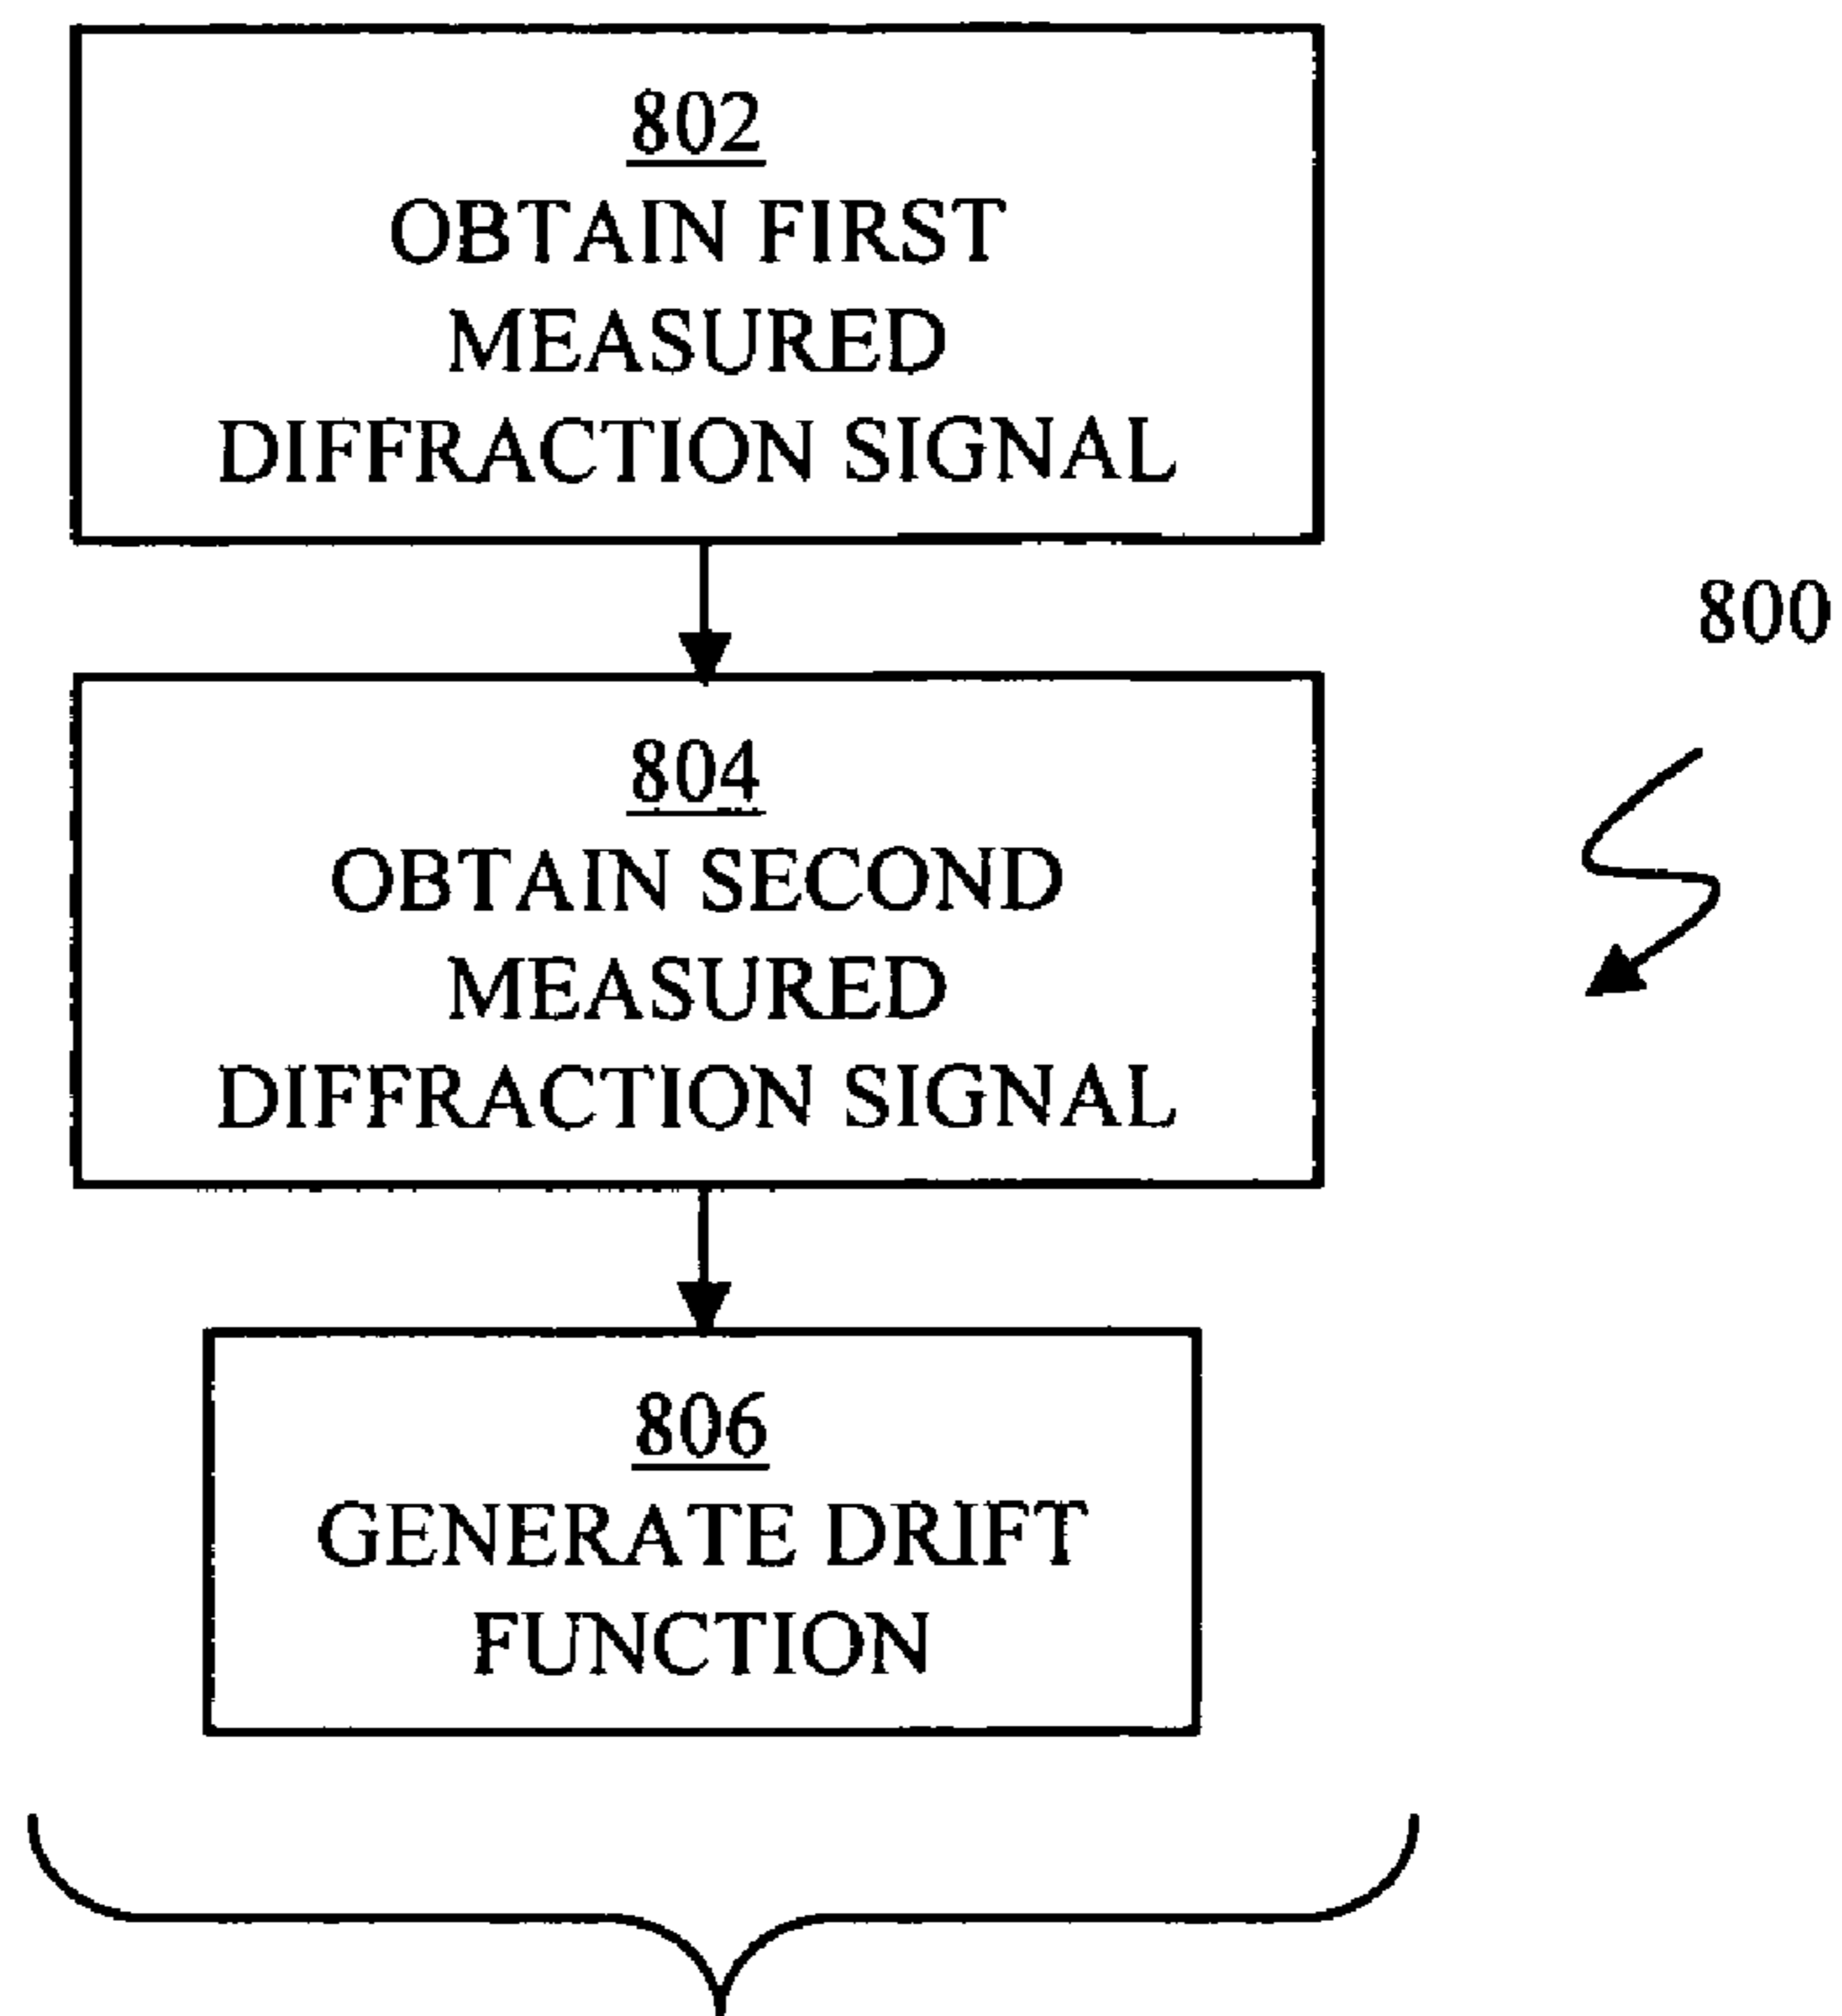 802
OBTAIN FIRST
MEASURED
DIFFRACTION SIGNAL
800
804
OBTAIN SECOND
MEASURED
DIFFRACTION SIGNAL
806
GENERATE DRIFT
FUNCTION